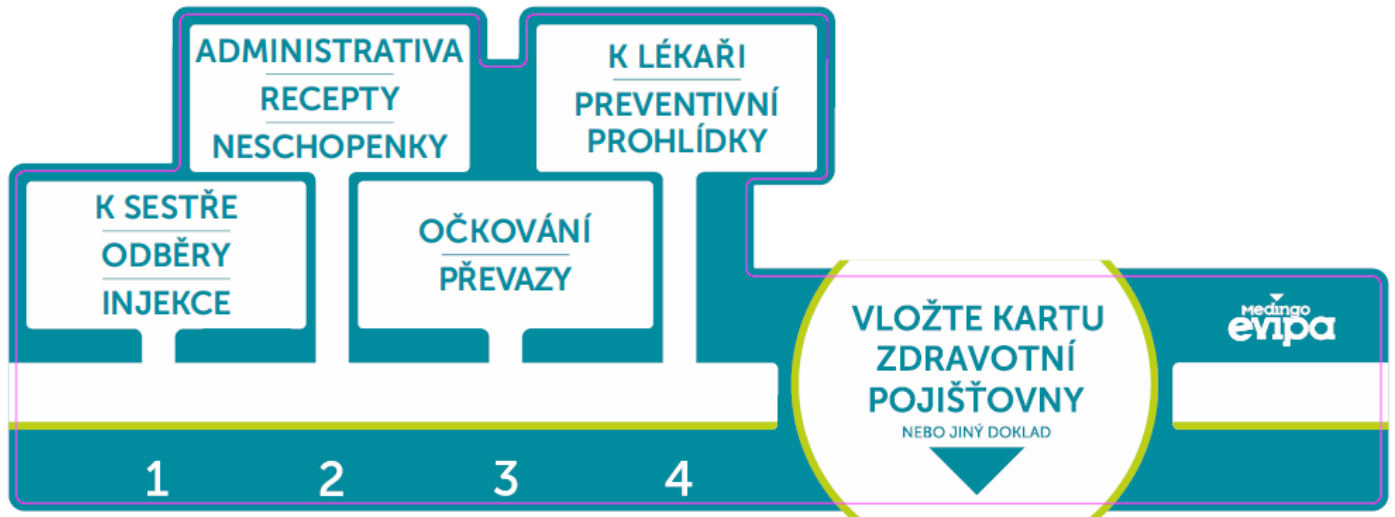 ADMINISTRATIVA
RECEPTY
NESCHOPENKY
K LÉKAŘI
PREVENTIVNÍ
PROHLÍDKY
K SESTŘE
ODBĚRY
INJEKCE
OČKOVÁNÍ
PŘEVAZY
VLOŽTE KARTU
ZDRAVOTNÍ
POJIŠŤOVNY
NEBO JINÝ DOKLAD
Medingo
evipa
1 2 3 4